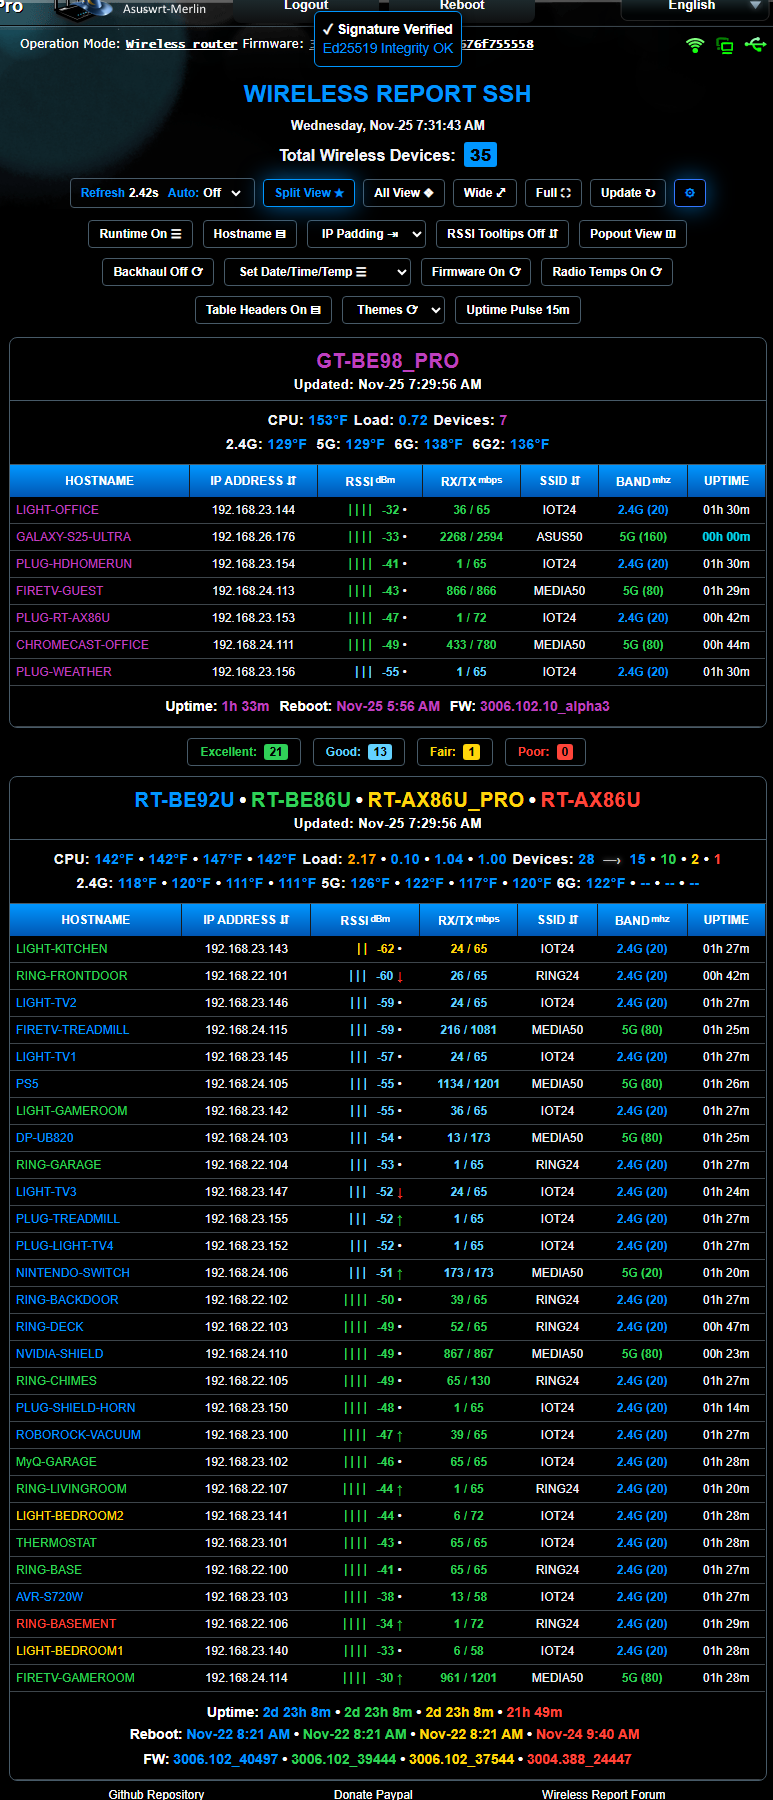 Pro Asuswrt-Merlin Logout Reboot English
✓ Signature Verified
Operation Mode: Wireless router Firmware: Ed25519 Integrity OK 576f755558
WIRELESS REPORT SSH
Wednesday, Nov-25 7:31:43 AM
Total Wireless Devices: 35
Refresh 2.42s Auto: Off Split View ★ All View ◆ Wide ⤢ Full ⛶ Update ↻ ⚙
Runtime On ☰ Hostname ⊟ IP Padding ⇥ RSSI Tooltips Off ⇵ Popout View ◫
Backhaul Off ⟳ Set Date/Time/Temp ☰ Firmware On ⟳ Radio Temps On ⟳
Table Headers On ⊟ Themes ⟳ Uptime Pulse 15m
GT-BE98_PRO
Updated: Nov-25 7:29:56 AM
CPU: 153°F Load: 0.72 Devices: 7
2.4G: 129°F 5G: 129°F 6G: 138°F 6G2: 136°F
HOSTNAME IP ADDRESS ⇵ RSSI dBm RX/TX mbps SSID ⇵ BAND mhz UPTIME
LIGHT-OFFICE 192.168.23.144 |||| -32 • 36 / 65 IOT24 2.4G (20) 01h 30m
GALAXY-S25-ULTRA 192.168.26.176 |||| -33 • 2268 / 2594 ASUS50 5G (160) 00h 00m
PLUG-HDHOMERUN 192.168.23.154 |||| -41 • 1 / 65 IOT24 2.4G (20) 01h 30m
FIRETV-GUEST 192.168.24.113 |||| -43 • 866 / 866 MEDIA50 5G (80) 01h 29m
PLUG-RT-AX86U 192.168.23.153 |||| -47 • 1 / 72 IOT24 2.4G (20) 00h 42m
CHROMECAST-OFFICE 192.168.24.111 |||| -49 • 433 / 780 MEDIA50 5G (80) 00h 44m
PLUG-WEATHER 192.168.23.156 ||| -55 • 1 / 65 IOT24 2.4G (20) 01h 30m
Uptime: 1h 33m Reboot: Nov-25 5:56 AM FW: 3006.102.10_alpha3
Excellent: 21 Good: 13 Fair: 1 Poor: 0
RT-BE92U • RT-BE86U • RT-AX86U_PRO • RT-AX86U
Updated: Nov-25 7:29:56 AM
CPU: 142°F • 142°F • 147°F • 142°F Load: 2.17 • 0.10 • 1.04 • 1.00 Devices: 28 ⟶ 15 • 10 • 2 • 1
2.4G: 118°F • 120°F • 111°F • 111°F 5G: 126°F • 122°F • 117°F • 120°F 6G: 122°F • -- • -- • --
HOSTNAME IP ADDRESS ⇵ RSSI dBm RX/TX mbps SSID ⇵ BAND mhz UPTIME
LIGHT-KITCHEN 192.168.23.143 || -62 • 24 / 65 IOT24 2.4G (20) 01h 27m
RING-FRONTDOOR 192.168.22.101 ||| -60 ↓ 26 / 65 RING24 2.4G (20) 00h 42m
LIGHT-TV2 192.168.23.146 ||| -59 • 24 / 65 IOT24 2.4G (20) 01h 27m
FIRETV-TREADMILL 192.168.24.115 ||| -59 • 216 / 1081 MEDIA50 5G (80) 01h 25m
LIGHT-TV1 192.168.23.145 ||| -57 • 24 / 65 IOT24 2.4G (20) 01h 27m
PS5 192.168.24.105 ||| -55 • 1134 / 1201 MEDIA50 5G (80) 01h 26m
LIGHT-GAMEROOM 192.168.23.142 ||| -55 • 36 / 65 IOT24 2.4G (20) 01h 27m
DP-UB820 192.168.24.103 ||| -54 • 13 / 173 MEDIA50 5G (80) 01h 25m
RING-GARAGE 192.168.22.104 ||| -53 • 1 / 65 RING24 2.4G (20) 01h 27m
LIGHT-TV3 192.168.23.147 ||| -52 ↓ 24 / 65 IOT24 2.4G (20) 01h 24m
PLUG-TREADMILL 192.168.23.155 ||| -52 ↑ 1 / 65 IOT24 2.4G (20) 01h 27m
PLUG-LIGHT-TV4 192.168.23.152 ||| -52 • 1 / 65 IOT24 2.4G (20) 01h 27m
NINTENDO-SWITCH 192.168.24.106 ||| -51 ↑ 173 / 173 MEDIA50 5G (20) 01h 20m
RING-BACKDOOR 192.168.22.102 |||| -50 • 39 / 65 RING24 2.4G (20) 01h 27m
RING-DECK 192.168.22.103 |||| -49 • 52 / 65 RING24 2.4G (20) 00h 47m
NVIDIA-SHIELD 192.168.24.110 |||| -49 • 867 / 867 MEDIA50 5G (80) 00h 23m
RING-CHIMES 192.168.22.105 |||| -49 • 65 / 130 RING24 2.4G (20) 01h 27m
PLUG-SHIELD-HORN 192.168.23.150 |||| -48 • 1 / 65 IOT24 2.4G (20) 01h 14m
ROBOROCK-VACUUM 192.168.23.100 |||| -47 ↑ 39 / 65 IOT24 2.4G (20) 01h 27m
MyQ-GARAGE 192.168.23.102 |||| -46 • 65 / 65 IOT24 2.4G (20) 01h 28m
RING-LIVINGROOM 192.168.22.107 |||| -44 ↑ 1 / 65 RING24 2.4G (20) 01h 20m
LIGHT-BEDROOM2 192.168.23.141 |||| -44 • 6 / 72 IOT24 2.4G (20) 01h 28m
THERMOSTAT 192.168.23.101 |||| -43 • 65 / 65 IOT24 2.4G (20) 01h 28m
RING-BASE 192.168.22.100 |||| -41 • 65 / 65 RING24 2.4G (20) 01h 27m
AVR-S720W 192.168.23.103 |||| -38 • 13 / 58 IOT24 2.4G (20) 01h 27m
RING-BASEMENT 192.168.22.106 |||| -34 ↑ 1 / 72 RING24 2.4G (20) 01h 29m
LIGHT-BEDROOM1 192.168.23.140 |||| -33 • 6 / 58 IOT24 2.4G (20) 01h 28m
FIRETV-GAMEROOM 192.168.24.114 |||| -30 ↑ 961 / 1201 MEDIA50 5G (80) 01h 28m
Uptime: 2d 23h 8m • 2d 23h 8m • 2d 23h 8m • 21h 49m
Reboot: Nov-22 8:21 AM • Nov-22 8:21 AM • Nov-22 8:21 AM • Nov-24 9:40 AM
FW: 3006.102_40497 • 3006.102_39444 • 3006.102_37544 • 3004.388_24447
Github Repository Donate Paypal Wireless Report Forum